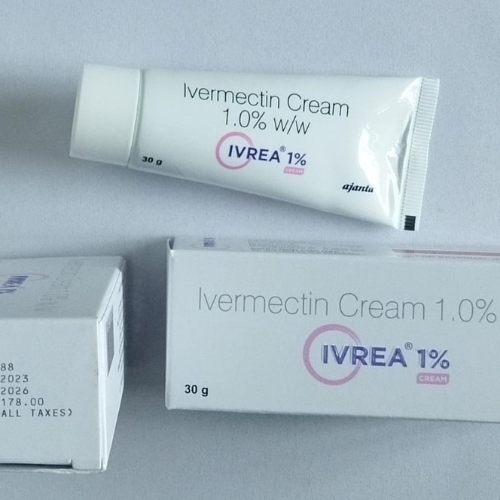 Ivermectin Cream
1.0% w/w
IVREA® 1%
CREAM
30 g
ajanta
Ivermectin Cream 1.0%
IVREA® 1%
CREAM
30 g
88
2023
2026
178.00
ALL TAXES)